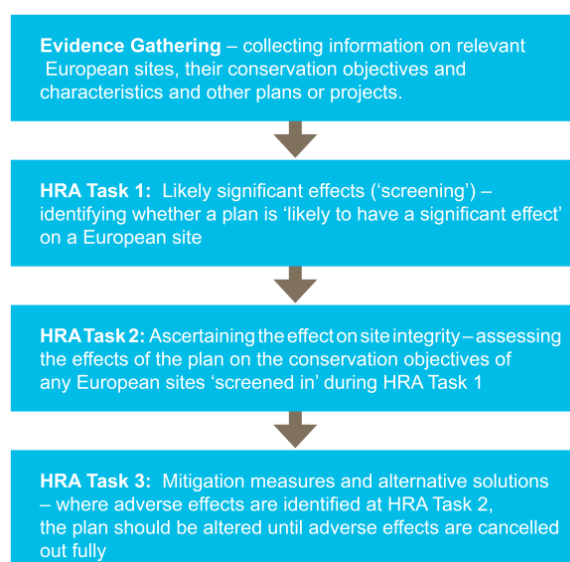 Evidence Gathering – collecting information on relevant
European sites, their conservation objectives and
characteristics and other plans or projects.
HRA Task 1: Likely significant effects (‘screening’) –
identifying whether a plan is ‘likely to have a significant effect’
on a European site
HRA Task 2: Ascertaining the effect on site integrity – assessing
the effects of the plan on the conservation objectives of
any European sites ‘screened in’ during HRA Task 1
HRA Task 3: Mitigation measures and alternative solutions
– where adverse effects are identified at HRA Task 2,
the plan should be altered until adverse effects are cancelled
out fully